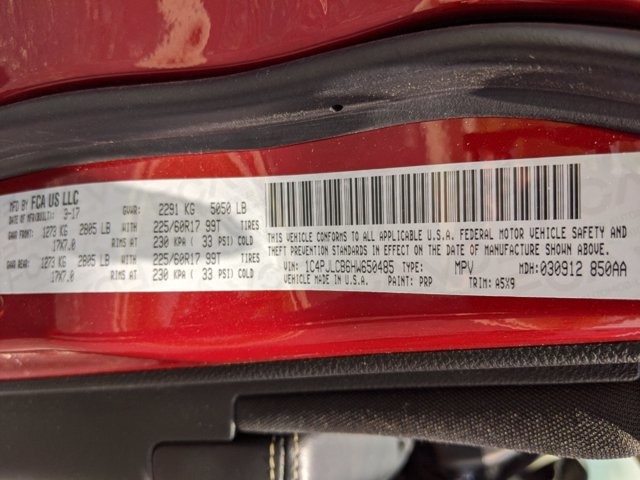 MFD BY FCA US LLC
DATE OF MFR(BUILT): 3-17 GVWR: 2291 KG 5050 LB
GAWR FRONT: 1273 KG 2805 LB WITH 225/60R17 99T TIRES
17X7.0 RIMS AT 230 KPA ( 33 PSI) COLD
GAWR REAR: 1273 KG 2805 LB WITH 225/60R17 99T TIRES
17X7.0 RIMS AT 230 KPA ( 33 PSI) COLD
THIS VEHICLE CONFORMS TO ALL APPLICABLE U.S.A. FEDERAL MOTOR VEHICLE SAFETY AND
THEFT PREVENTION STANDARDS IN EFFECT ON THE DATE OF MANUFACTURE SHOWN ABOVE.
VIN: 1C4PJLCB6HW650485 TYPE: MPV MDH: 030912 850AA
VEHICLE MADE IN U.S.A. PAINT: PRP TRIM: A5X9